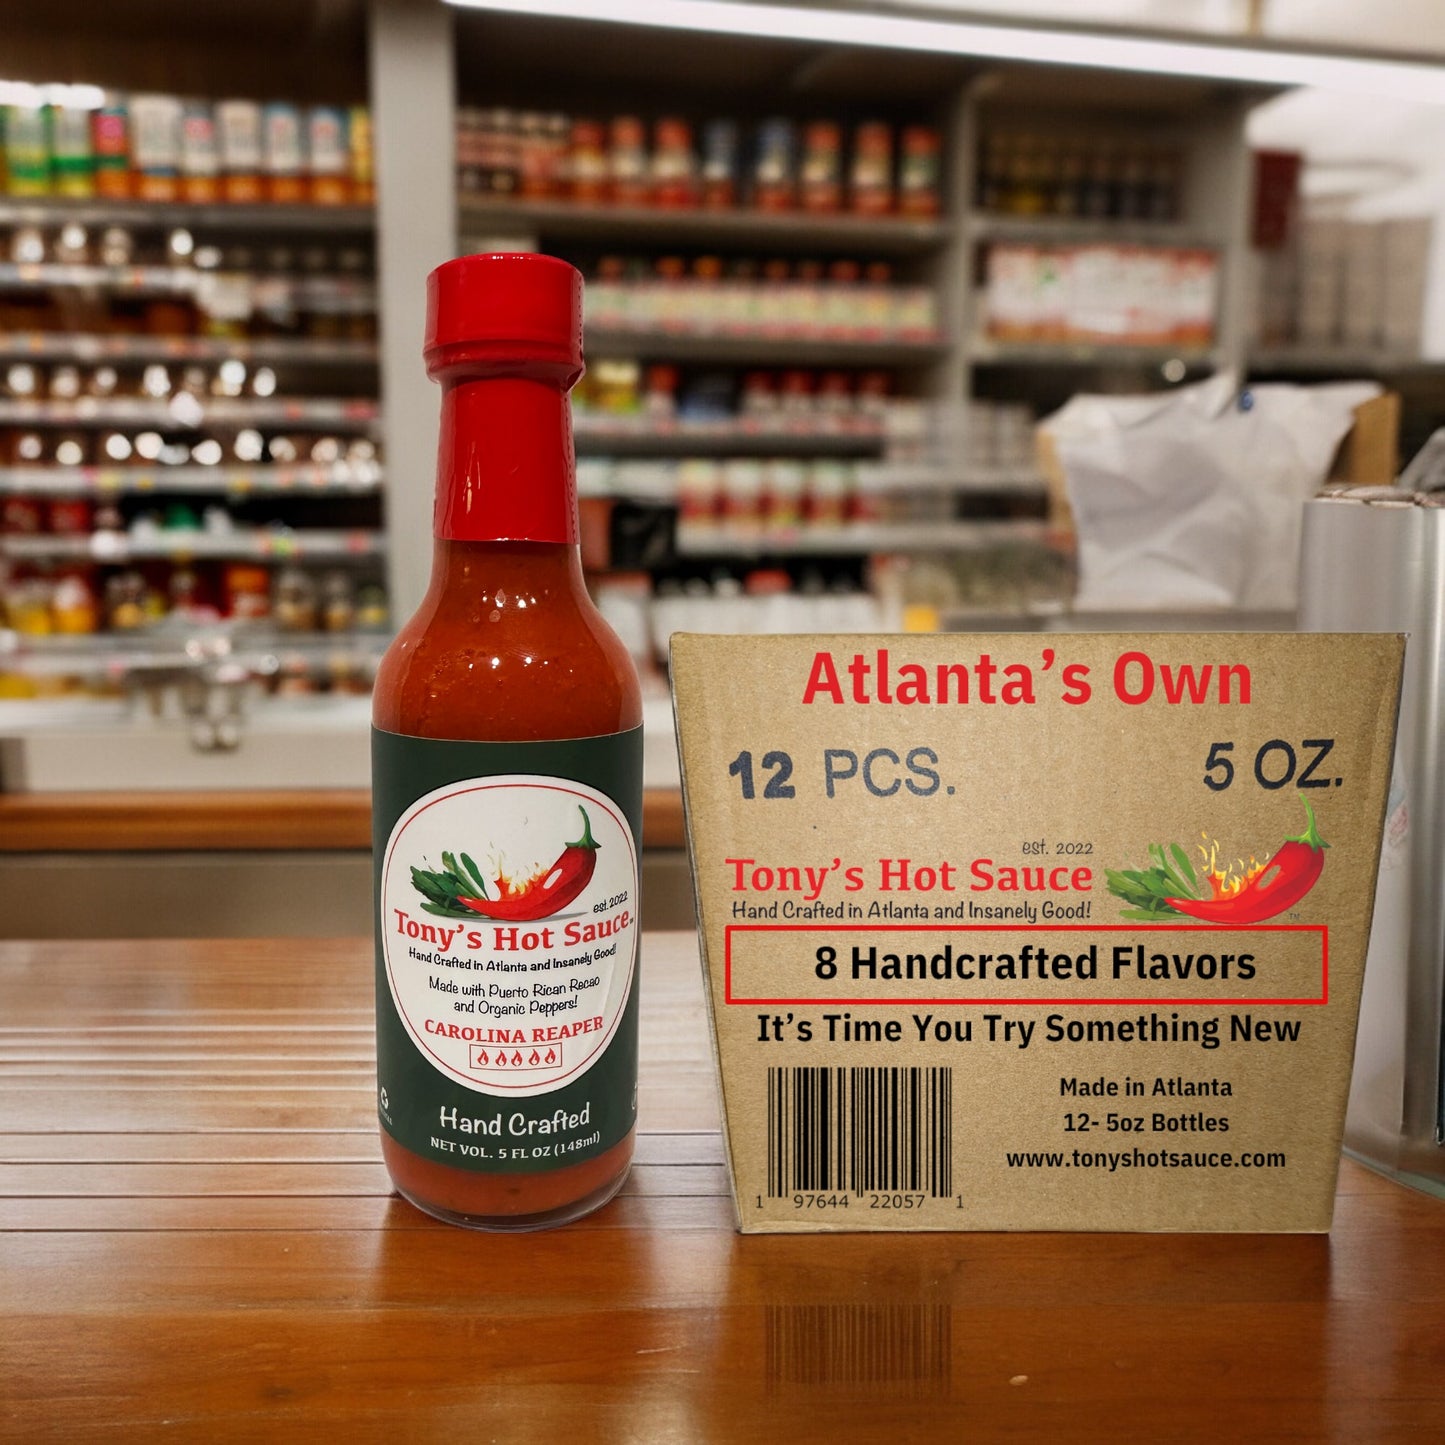 est. 2022
Tony's Hot Sauce™
Hand Crafted in Atlanta and Insanely Good!
Made with Puerto Rican Recao
and Organic Peppers!
CAROLINA REAPER
Hand Crafted
NET VOL. 5 FL OZ (148ml)
Atlanta's Own
12 PCS. 5 OZ.
est. 2022
Tony's Hot Sauce
Hand Crafted in Atlanta and Insanely Good!
TM
8 Handcrafted Flavors
It's Time You Try Something New
Made in Atlanta
12- 5oz Bottles
www.tonyshotsauce.com
1 97644 22057 1